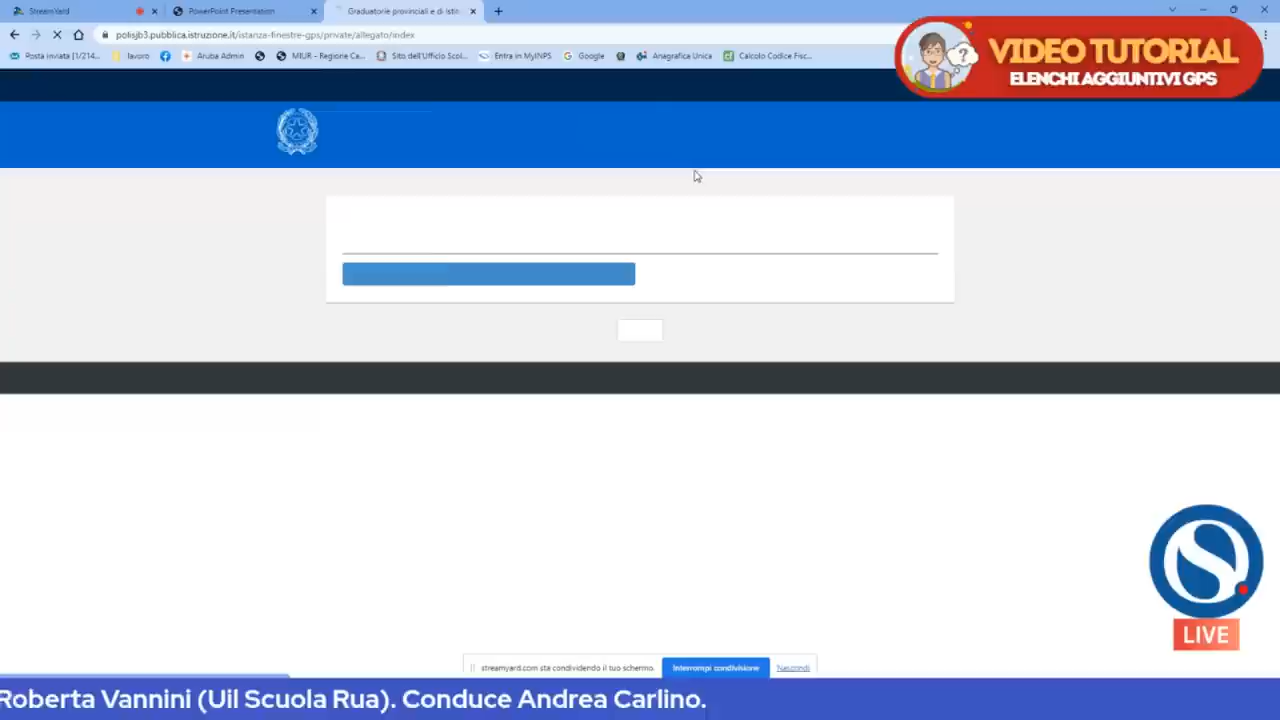 StreamYard
PowerPoint Presentation
Graduatorie provinciali e di Istin
polisjb3.pubblica.istruzione.it/istanza-finestre-gps/private/allegato/index
Posta inviata (1/214...
lavoro
Aruba Admin
MIUR - Regione Ca...
Sito dell'Ufficio Scol...
Entra in MyINPS
Google
Anagrafica Unica
Calcolo Codice Fisc...
VIDEO TUTORIAL
ELENCHI AGGIUNTIVI GPS
LIVE
streamyard.com sta condividendo il tuo schermo.
Interrompi condivisione
Nascondi
Roberta Vannini (Uil Scuola Rua). Conduce Andrea Carlino.